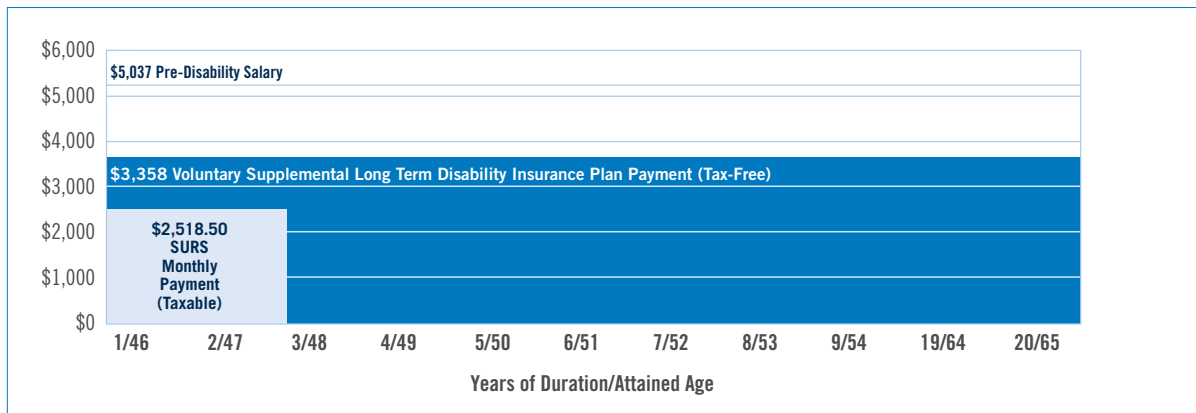 $6,000
$5,037 Pre-Disability Salary
$5,000
$4,000
$3,358 Voluntary Supplemental Long Term Disability Insurance Plan Payment (Tax-Free)
$3,000
$2,518.50
SURS
Monthly
Payment
(Taxable)
$2,000
$1,000
$0
1/46 2/47 3/48 4/49 5/50 6/51 7/52 8/53 9/54 19/64 20/65
Years of Duration/Attained Age